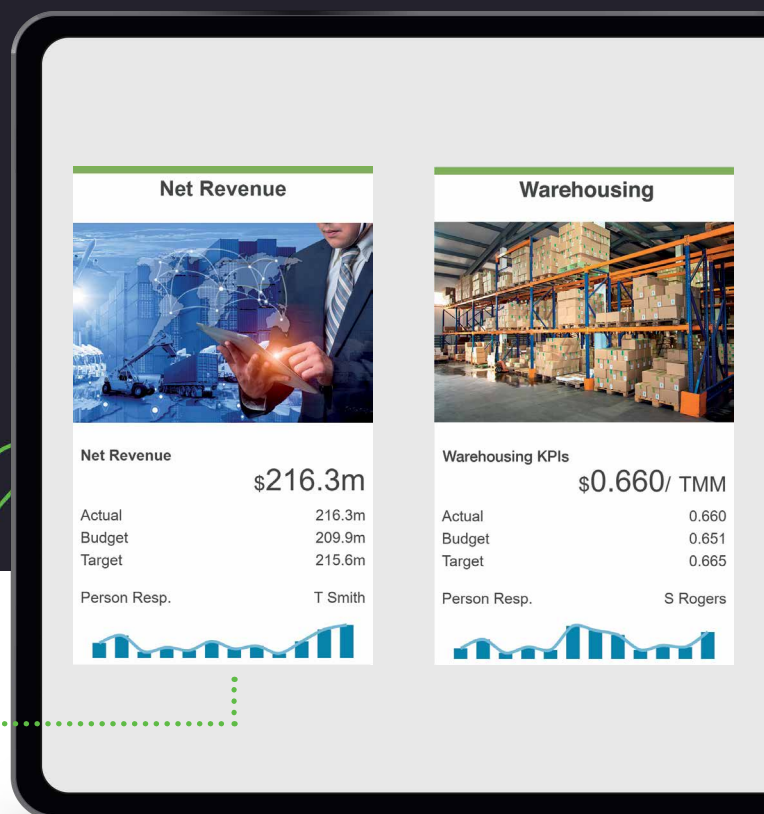 Net Revenue
Net Revenue
$216.3m
Actual 216.3m
Budget 209.9m
Target 215.6m
Person Resp. T Smith
Warehousing
Warehousing KPIs
$0.660/ TMM
Actual 0.660
Budget 0.651
Target 0.665
Person Resp. S Rogers